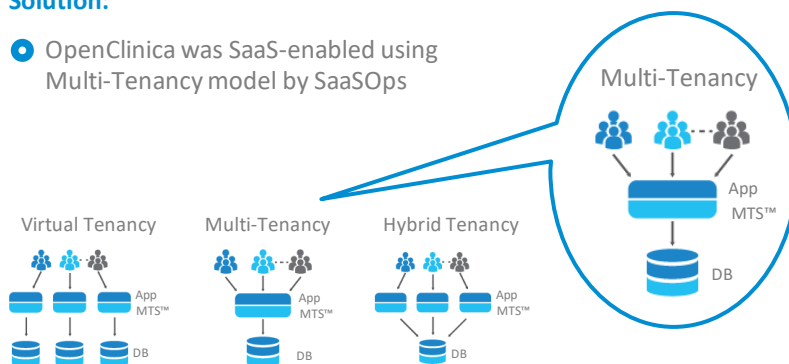 Solution:
OpenClinica was SaaS-enabled using
Multi-Tenancy model by SaaSOps
Multi-Tenancy
App
MTS™
DB
Virtual Tenancy
App
MTS™
DB
Multi-Tenancy
App
MTS™
DB
Hybrid Tenancy
App
MTS™
DB